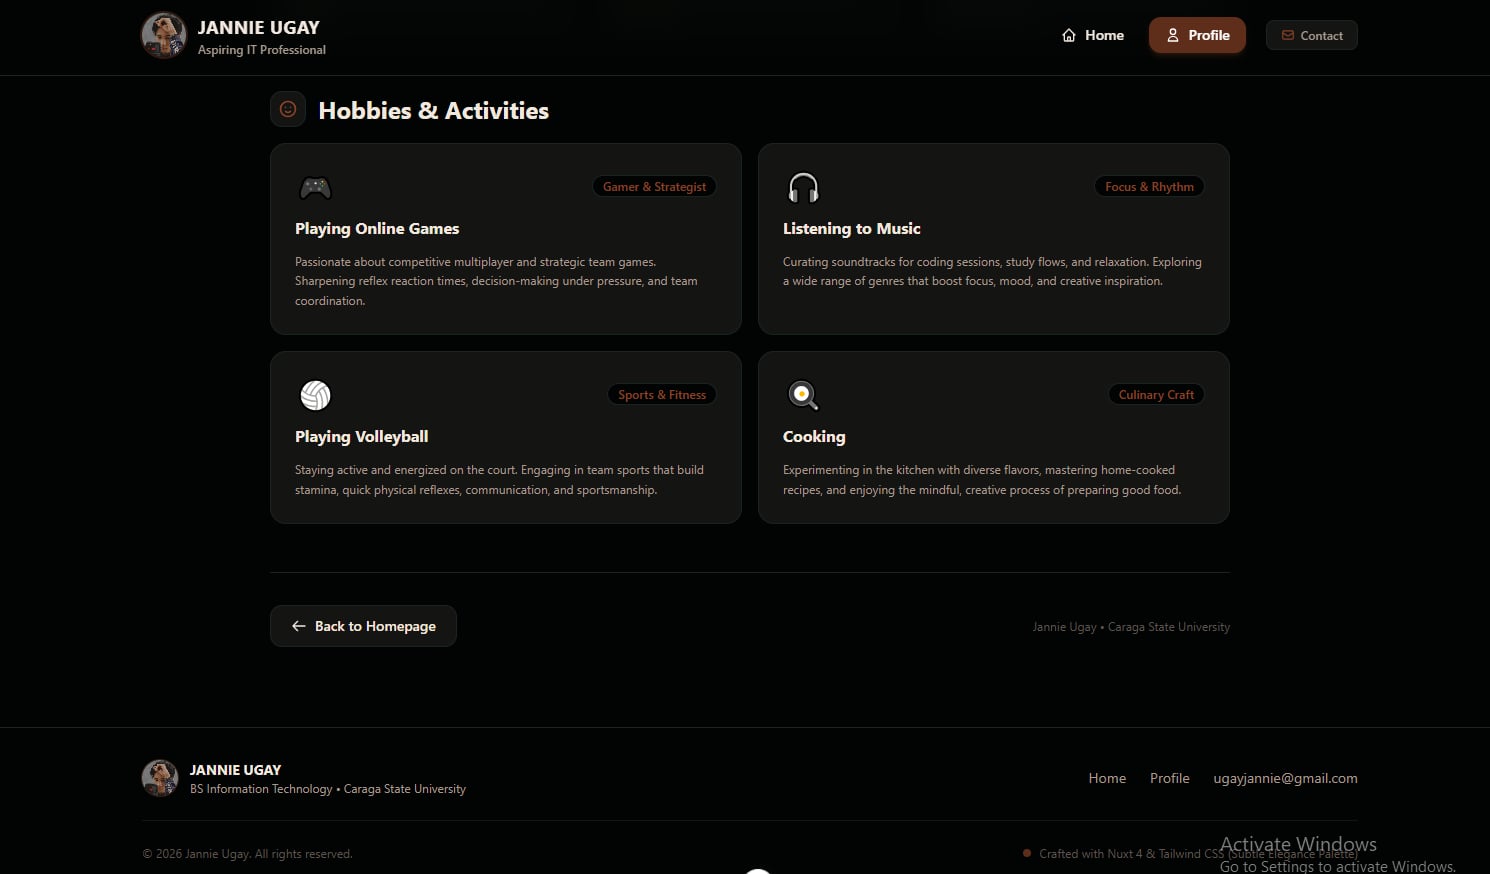 JANNIE UGAY
Aspiring IT Professional
Home
Profile
Contact
Hobbies & Activities
Gamer & Strategist
Playing Online Games
Passionate about competitive multiplayer and strategic team games.
Sharpening reflex reaction times, decision-making under pressure, and team
coordination.
Focus & Rhythm
Listening to Music
Curating soundtracks for coding sessions, study flows, and relaxation. Exploring
a wide range of genres that boost focus, mood, and creative inspiration.
Sports & Fitness
Playing Volleyball
Staying active and energized on the court. Engaging in team sports that build
stamina, quick physical reflexes, communication, and sportsmanship.
Culinary Craft
Cooking
Experimenting in the kitchen with diverse flavors, mastering home-cooked
recipes, and enjoying the mindful, creative process of preparing good food.
Back to Homepage
Jannie Ugay • Caraga State University
JANNIE UGAY
BS Information Technology • Caraga State University
Home
Profile
ugayjannie@gmail.com
© 2026 Jannie Ugay. All rights reserved.
Crafted with Nuxt 4 & Tailwind CSS (Subtle Elegance Palette)
Activate Windows
Go to Settings to activate Windows.